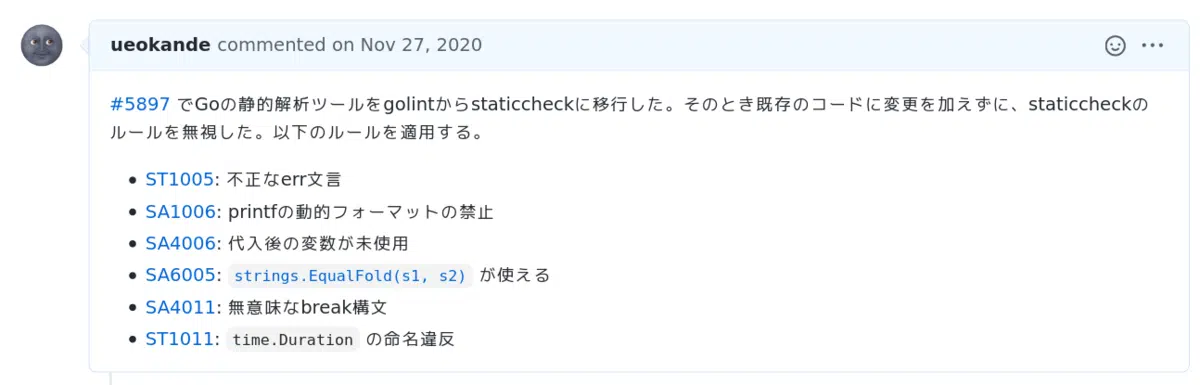 ueokande commented on Nov 27, 2020
#5897 でGoの静的解析ツールをgolintからstaticcheckに移行した。そのとき既存のコードに変更を加えずに、staticcheckの
ルールを無視した。以下のルールを適用する。
ST1005: 不正なerr文言
SA1006: printfの動的フォーマットの禁止
SA4006: 代入後の変数が未使用
SA6005: strings.EqualFold(s1, s2) が使える
SA4011: 無意味なbreak構文
ST1011: time.Duration の命名違反